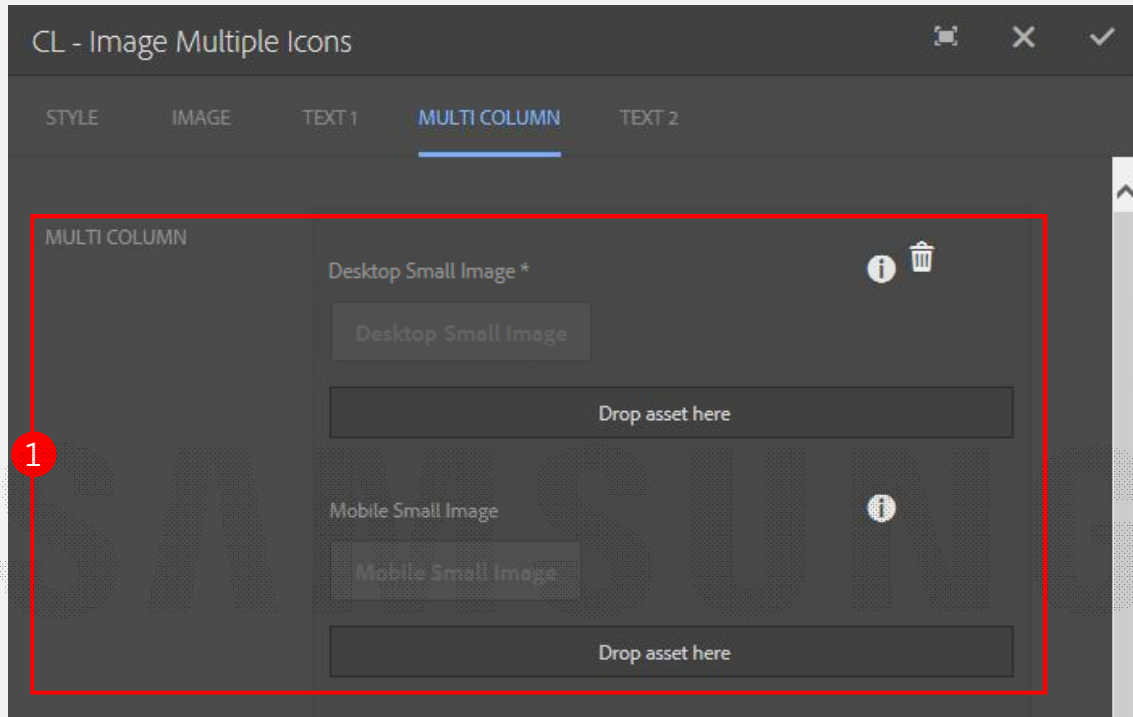 CL - Image Multiple Icons
STYLE IMAGE TEXT 1 MULTI COLUMN TEXT 2
MULTI COLUMN
Desktop Small Image *
Desktop Small Image
Drop asset here
1
Mobile Small Image
Mobile Small Image
Drop asset here
SAMSUNG